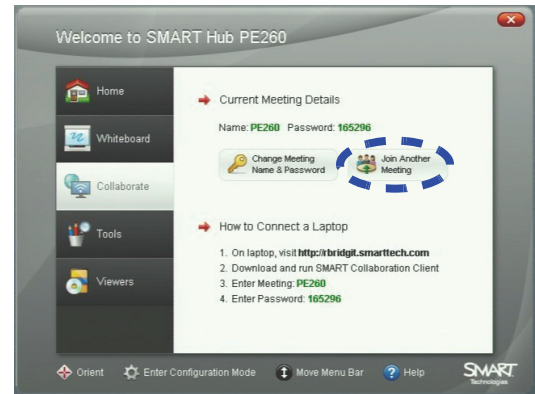 Welcome to SMART Hub PE260
Home
Whiteboard
Collaborate
Tools
Viewers
Current Meeting Details
Name: PE260 Password: 165296
Change Meeting
Name & Password
Join Another
Meeting
How to Connect a Laptop
1. On laptop, visit http://rbridgit.smarttech.com
2. Download and run SMART Collaboration Client
3. Enter Meeting: PE260
4. Enter Password: 165296
Orient
Enter Configuration Mode
Move Menu Bar
Help
SMART
Technologies